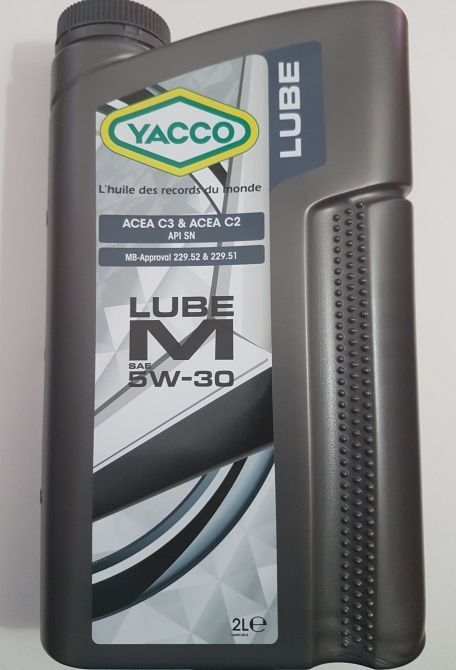 LUBE
YACCO
L'huile des records du monde
ACEA C3 & ACEA C2
API SN
MB-Approval 229.52 & 229.51
LUBE
M
SAE
5W-30
2L℮